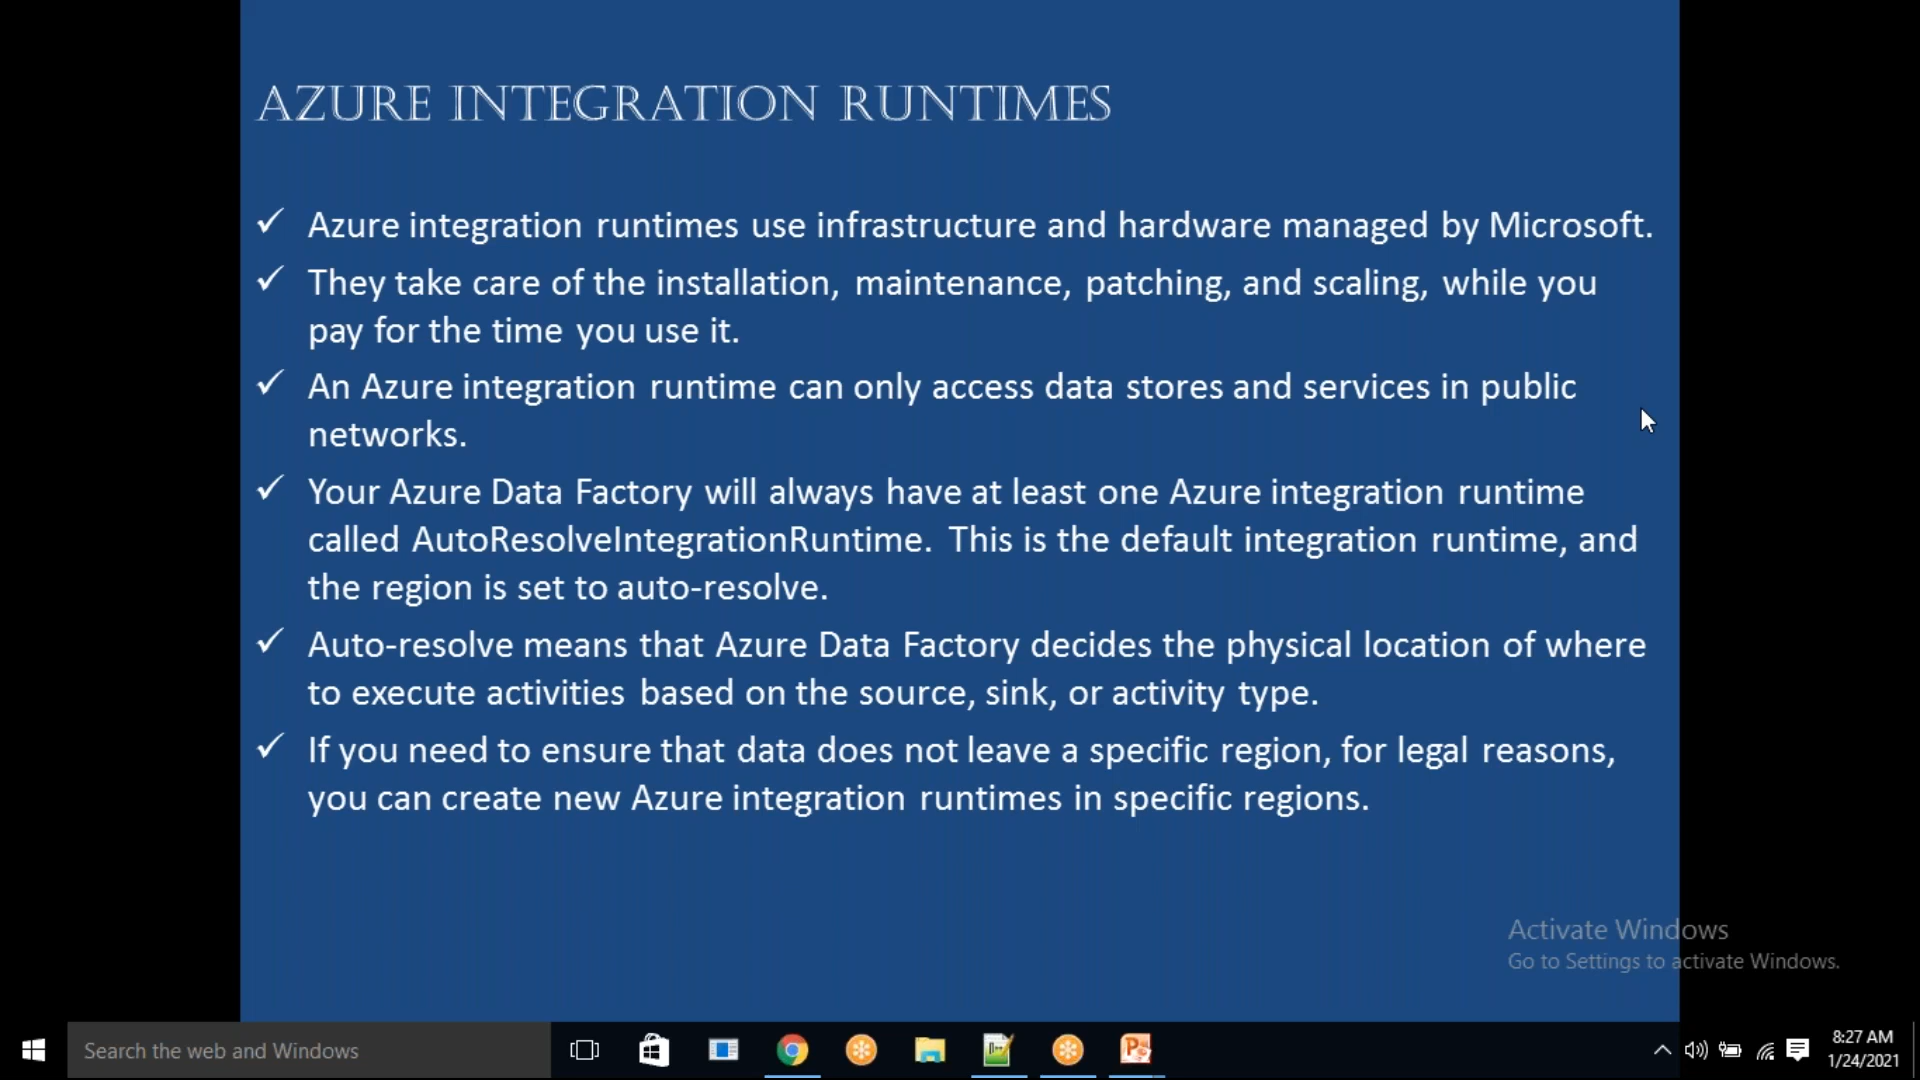 AZURE INTEGRATION RUNTIMES
✓ Azure integration runtimes use infrastructure and hardware managed by Microsoft.
✓ They take care of the installation, maintenance, patching, and scaling, while you
pay for the time you use it.
✓ An Azure integration runtime can only access data stores and services in public
networks.
✓ Your Azure Data Factory will always have at least one Azure integration runtime
called AutoResolveIntegrationRuntime. This is the default integration runtime, and
the region is set to auto-resolve.
✓ Auto-resolve means that Azure Data Factory decides the physical location of where
to execute activities based on the source, sink, or activity type.
✓ If you need to ensure that data does not leave a specific region, for legal reasons,
you can create new Azure integration runtimes in specific regions.
Activate Windows
Go to Settings to activate Windows.
Search the web and Windows
8:27 AM
1/24/2021